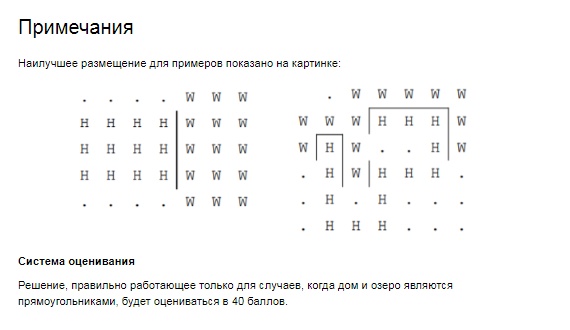 Примечания
Наилучшее размещение для примеров показано на картинке:
. . . . W W W
H H H H W W W
H H H H W W W
H H H H W W W
. . . . W W W
. W W W W W
W W W H H H W
W H W . . H W
. H W H H H .
. H . H . . .
. H H H . . .
Система оценивания
Решение, правильно работающее только для случаев, когда дом и озеро являются
прямоугольниками, будет оцениваться в 40 баллов.